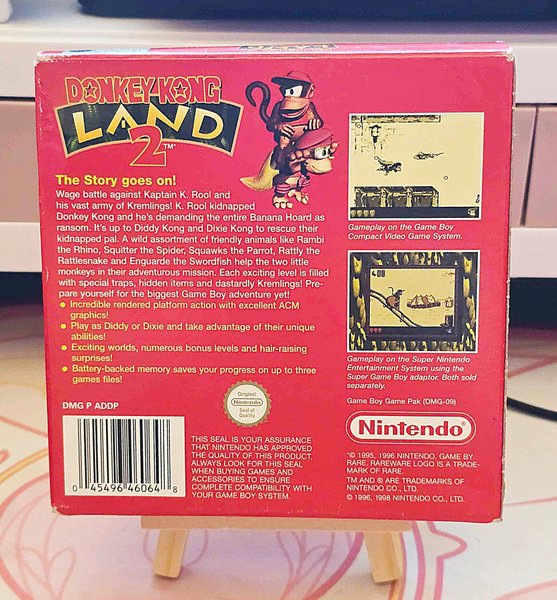 DONKEY KONG
LAND
2™
The Story goes on!
Wage battle against Kaptain K. Rool and
his vast army of Kremlings! K. Rool kidnapped
Donkey Kong and he's demanding the entire Banana Hoard as
ransom. It's up to Diddy Kong and Dixie Kong to rescue their
kidnapped pal. A wild assortment of friendly animals like Rambi
the Rhino, Squitter the Spider, Squawks the Parrot, Rattly the
Rattlesnake and Enguarde the Swordfish help the two little
monkeys in their adventurous mission. Each exciting level is filled
with special traps, hidden items and dastardly Kremlings! Pre-
pare yourself for the biggest Game Boy adventure yet!
• Incredible rendered platform action with excellent ACM
graphics!
• Play as Diddy or Dixie and take advantage of their unique
abilities!
• Exciting worlds, numerous bonus levels and hair-raising
surprises!
• Battery-backed memory saves your progress on up to three
games files!
DMG P ADDP
0 45496 46064 8
Original
Nintendo
Seal of
Quality
THIS SEAL IS YOUR ASSURANCE
THAT NINTENDO HAS APPROVED
THE QUALITY OF THIS PRODUCT.
ALWAYS LOOK FOR THIS SEAL
WHEN BUYING GAMES AND
ACCESSORIES TO ENSURE
COMPLETE COMPATIBILITY WITH
YOUR GAME BOY SYSTEM.
Gameplay on the Game Boy
Compact Video Game System.
Gameplay on the Super Nintendo
Entertainment System using the
Super Game Boy adaptor. Both sold
separately.
Game Boy Game Pak (DMG-09)
Nintendo®
© 1995, 1996 NINTENDO. GAME BY
RARE. RAREWARE LOGO IS A TRADE-
MARK OF RARE.
TM AND ® ARE TRADEMARKS OF
NINTENDO CO., LTD.
© 1996, 1998 NINTENDO CO., LTD.